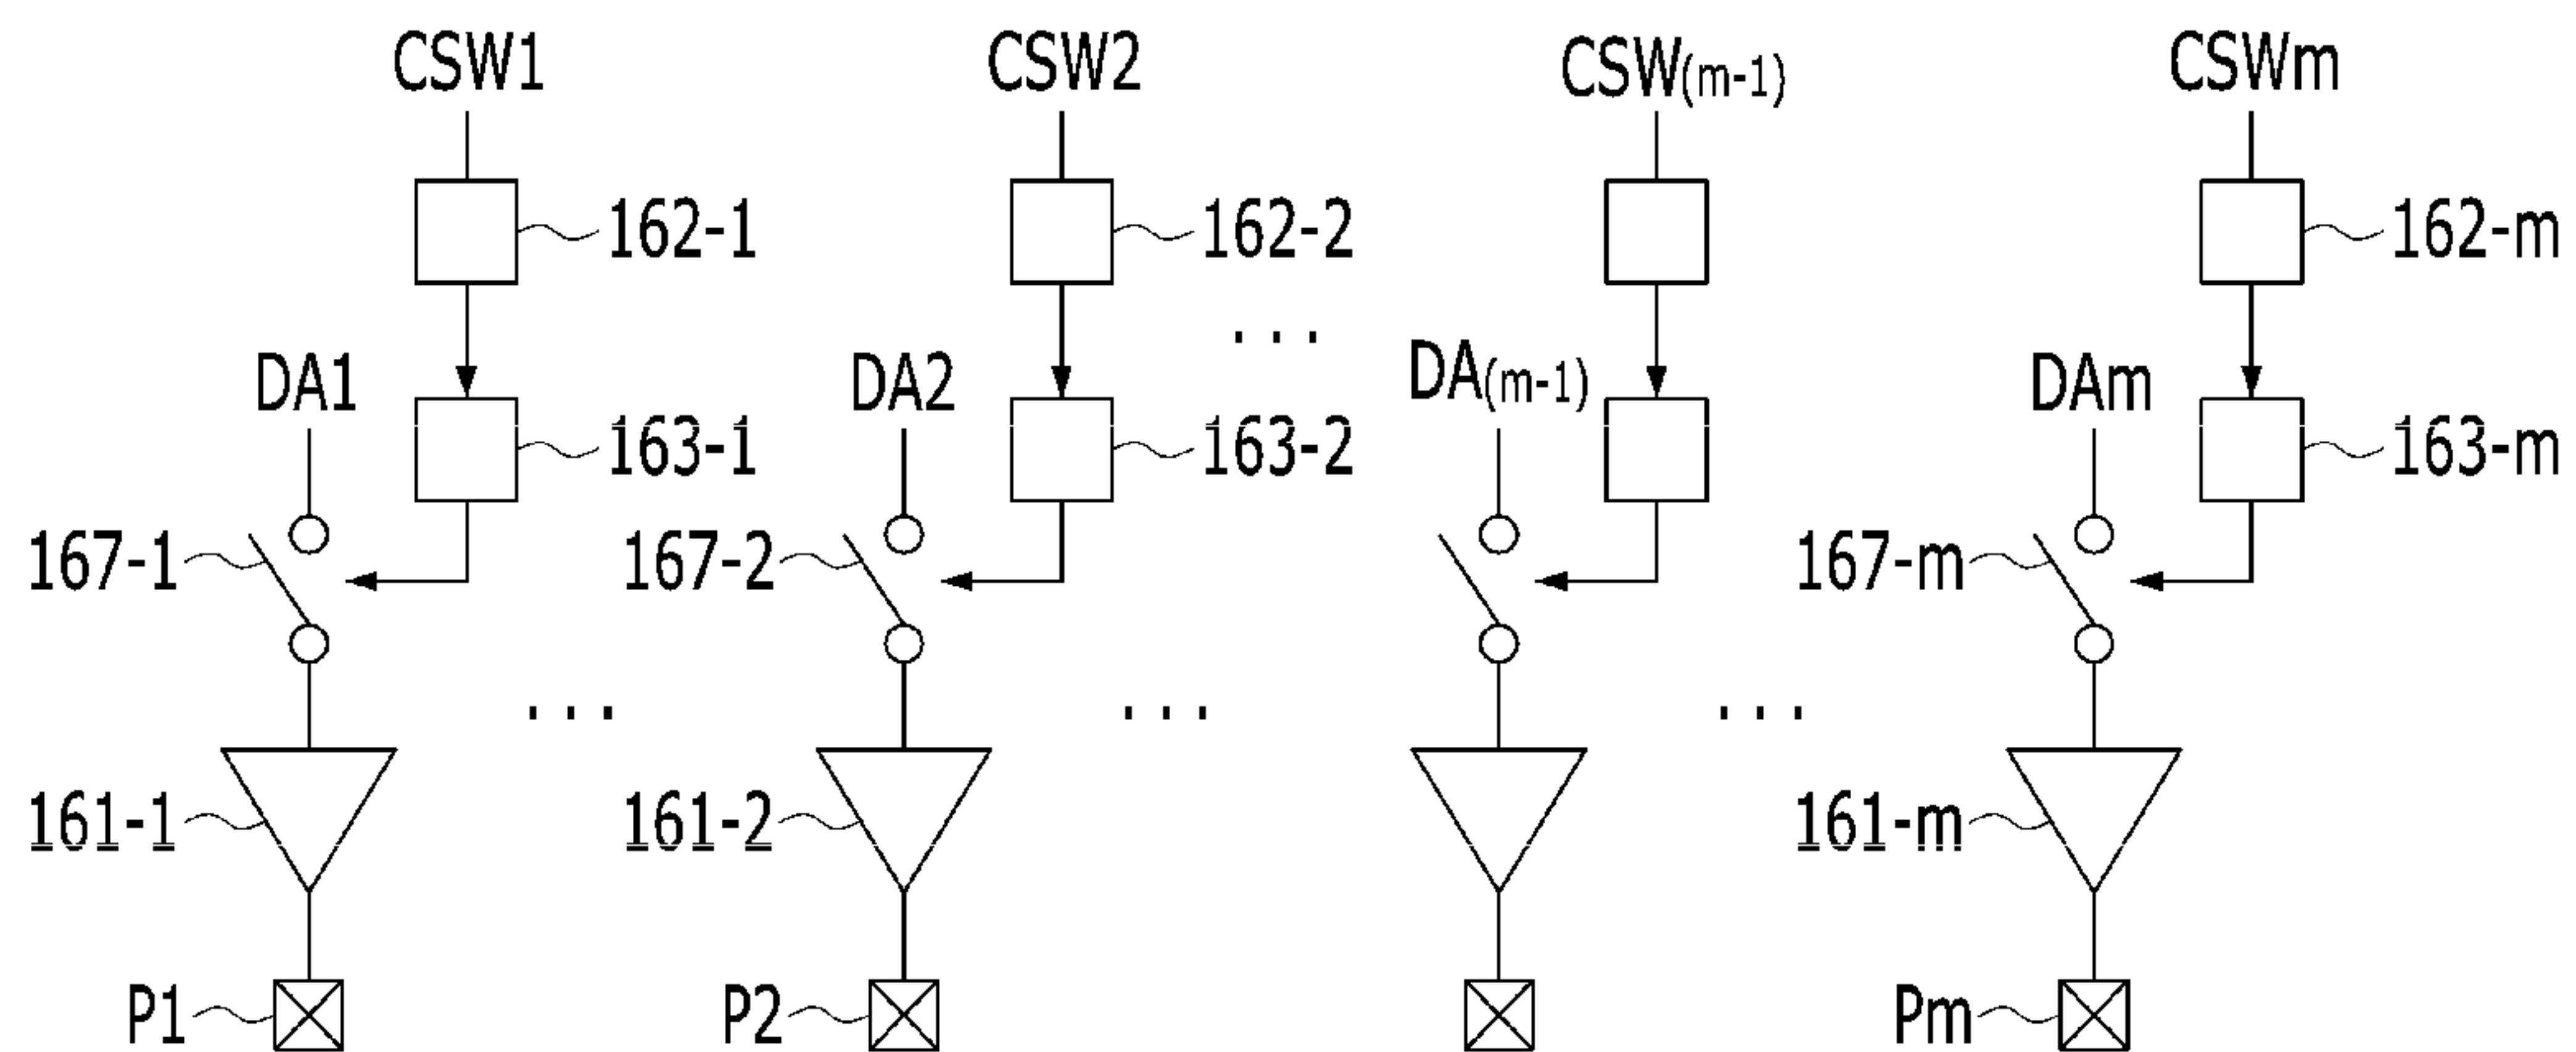 CSW1 CSW2 CSW(m-1) CSWm
162-1 162-2 162-m
DA1 DA2 DA(m-1) DAm
163-1 163-2 163-m
167-1 167-2 167-m
161-1 161-2 161-m
P1 P2 Pm